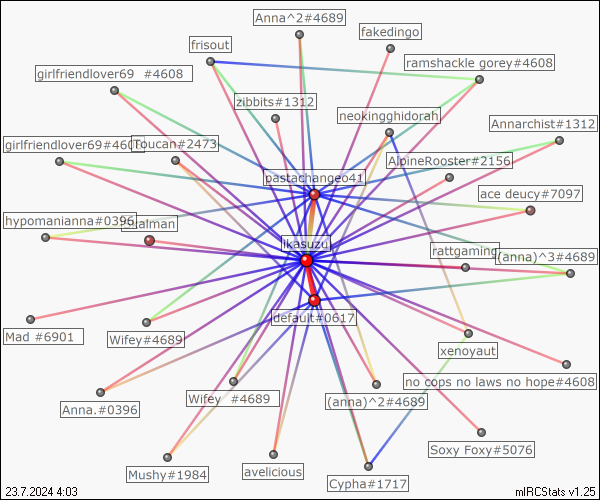 Anna^2#4689
fakedingo
frisout
ramshackle gorey#4608
girlfriendlover69   #4608
zibbits#1312
neokingghidorah
Annarchist#1312
girlfriendlover69#460
Toucan#2473
AlpineRooster#2156
pastachangeo41
ace deucy#7097
hypomanianna#0396
alman
ikasuzu
rattgaming
(anna)^3#4689
default#0617
Mad #6901
Wifey#4689
xenoyaut
no cops no laws no hope#4608
Wifey  #4689
(anna)^2#4689
Anna.#0396
Soxy Foxy#5076
Mushy#1984
avelicious
Cypha#1717
23.7.2024 4:03
mIRCStats v1.25